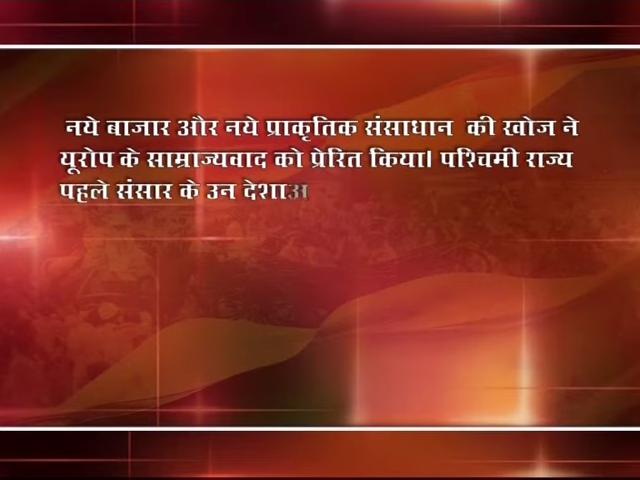 नये बाजार और नये प्राकृतिक संसाधान की खोज ने
यूरोप के साम्राज्यवाद को प्रेरित किया। पश्चिमी राज्य
पहले संसार के उन देशाअ